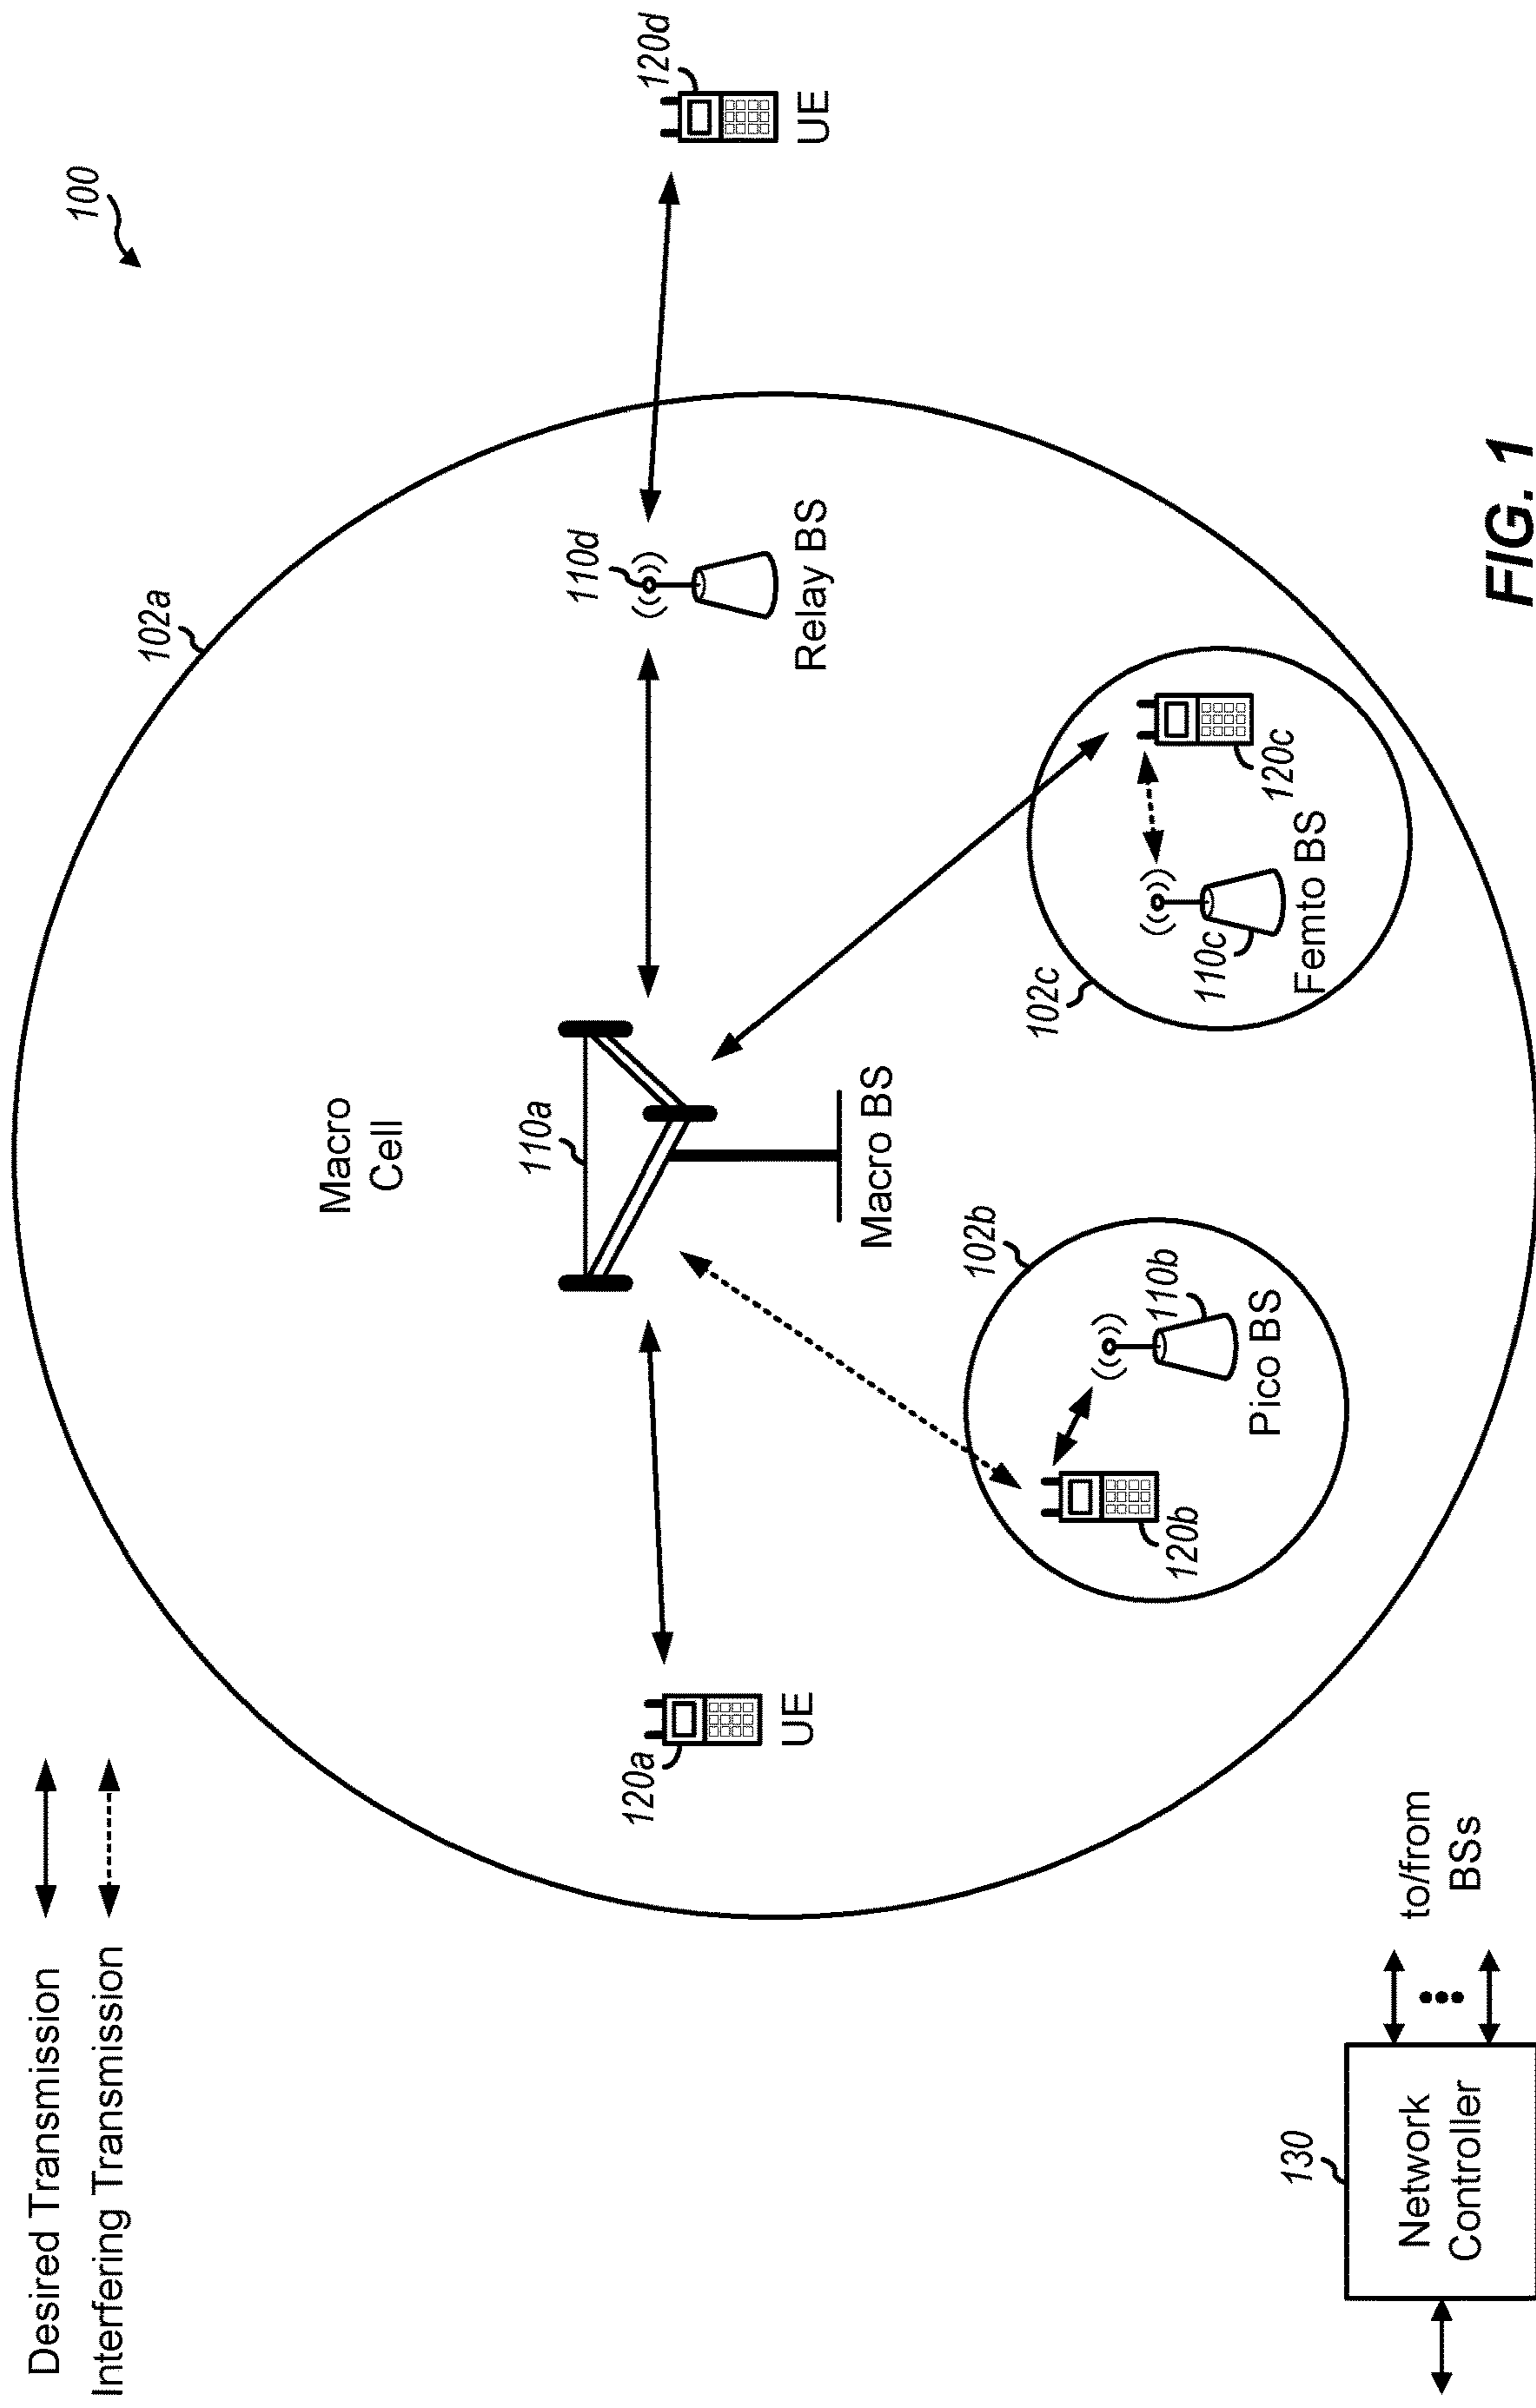 Desired Transmission
Interfering Transmission
100
102a
Macro
Cell
110a
Macro BS
120a
UE
110d
Relay BS
120d
UE
102b
110b
Pico BS
120b
102c
110c
Femto BS
120c
130
Network
Controller
to/from
BSs
FIG. 1